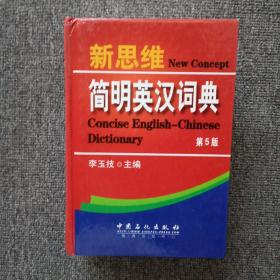 新思维 New Concept
简明英汉词典
Concise English-Chinese
Dictionary
第5版
李玉技 主编
中国石化出版社